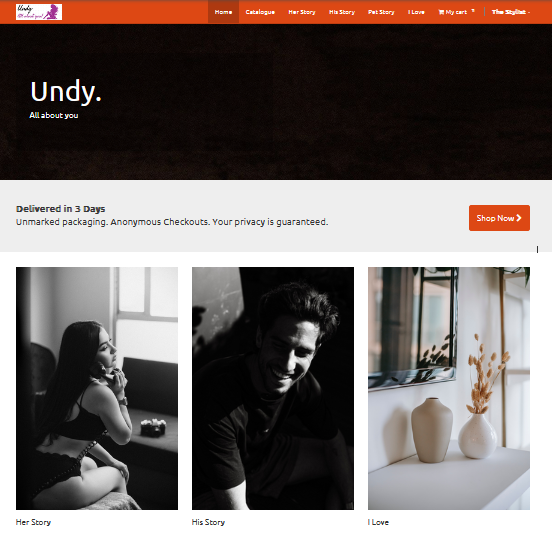 Undy
All about you!
Home Catalogue Her Story His Story Pet Story I Love My cart The Stylist
Undy.
All about you
Delivered in 3 Days
Unmarked packaging. Anonymous Checkouts. Your privacy is guaranteed.
Shop Now
Her Story His Story I Love